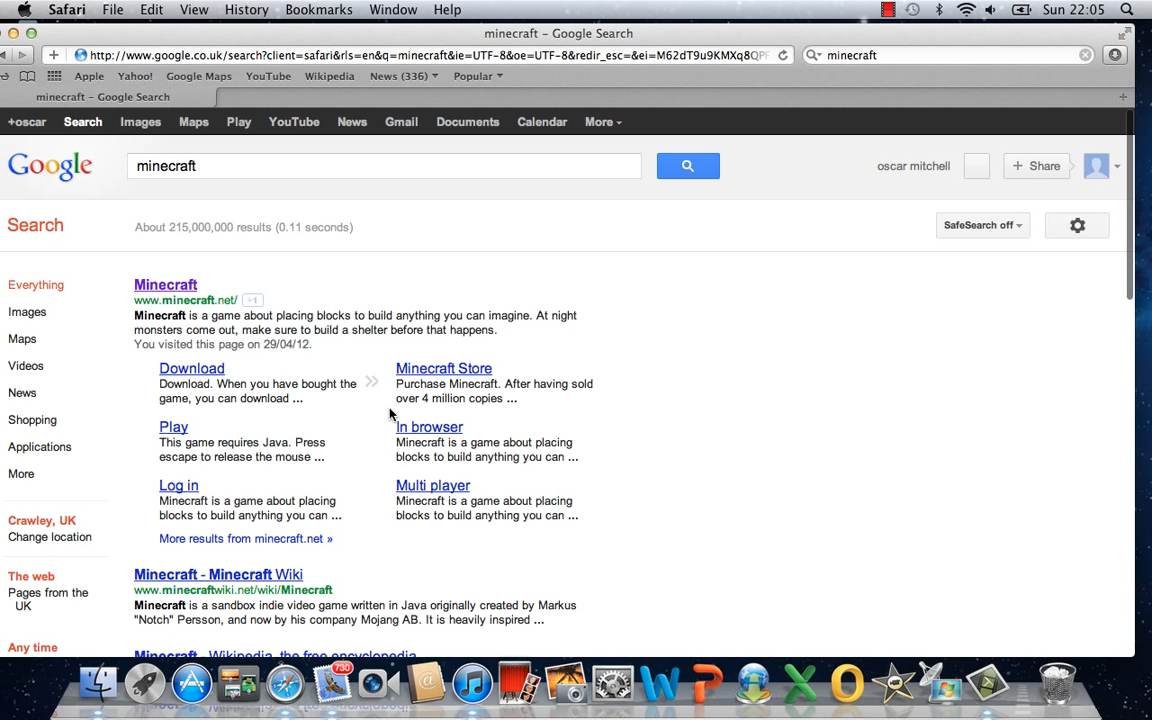 Safari File Edit View History Bookmarks Window Help Sun 22:05
minecraft – Google Search
http://www.google.co.uk/search?client=safari&rls=en&q=minecraft&ie=UTF-8&oe=UTF-8&redir_esc=&ei=M62dT9u9KMXq8QPF minecraft
Apple Yahoo! Google Maps YouTube Wikipedia News (336) Popular
minecraft – Google Search
+oscar Search Images Maps Play YouTube News Gmail Documents Calendar More
Google minecraft oscar mitchell + Share
Search About 215,000,000 results (0.11 seconds) SafeSearch off
Everything
Images
Maps
Videos
News
Shopping
Applications
More
Crawley, UK
Change location
The web
Pages from the
UK
Any time
Minecraft
www.minecraft.net/ +1
Minecraft is a game about placing blocks to build anything you can imagine. At night
monsters come out, make sure to build a shelter before that happens.
You visited this page on 29/04/12.
Download
Download. When you have bought the
game, you can download ...
Minecraft Store
Purchase Minecraft. After having sold
over 4 million copies ...
Play
This game requires Java. Press
escape to release the mouse ...
In browser
Minecraft is a game about placing
blocks to build anything you can ...
Log in
Minecraft is a game about placing
blocks to build anything you can ...
Multi player
Minecraft is a game about placing
blocks to build anything you can ...
More results from minecraft.net »
Minecraft - Minecraft Wiki
www.minecraftwiki.net/wiki/Minecraft
Minecraft is a sandbox indie video game written in Java originally created by Markus
"Notch" Persson, and now by his company Mojang AB. It is heavily inspired ...
Minecraft - Wikipedia, the free encyclopedia
730